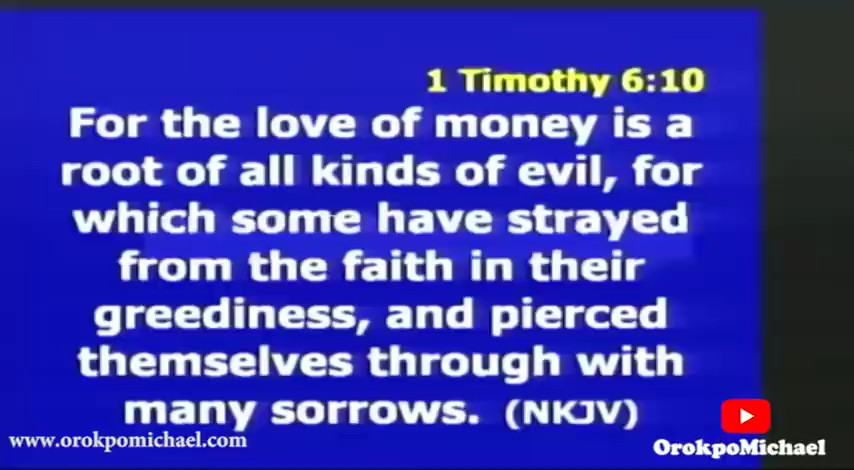 1 Timothy 6:10
For the love of money is a
root of all kinds of evil, for
which some have strayed
from the faith in their
greediness, and pierced
themselves through with
many sorrows. (NKJV)
www.orokpomichael.com
OrokpoMichael